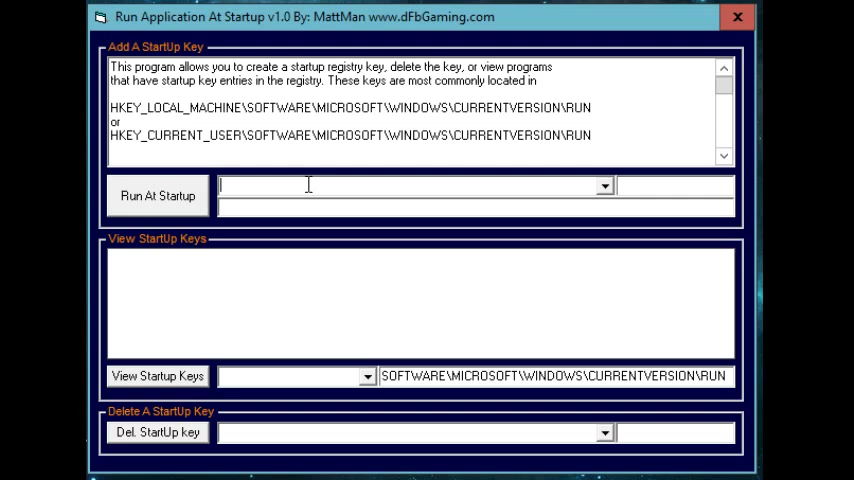 Run Application At Startup v1.0 By: MattMan www.dFbGaming.com
Add A StartUp Key
This program allows you to create a startup registry key, delete the key, or view programs
that have startup key entries in the registry. These keys are most commonly located in
HKEY_LOCAL_MACHINE\SOFTWARE\MICROSOFT\WINDOWS\CURRENTVERSION\RUN
or
HKEY_CURRENT_USER\SOFTWARE\MICROSOFT\WINDOWS\CURRENTVERSION\RUN
Run At Startup
View StartUp Keys
View Startup Keys
SOFTWARE\MICROSOFT\WINDOWS\CURRENTVERSION\RUN
Delete A StartUp Key
Del. StartUp key